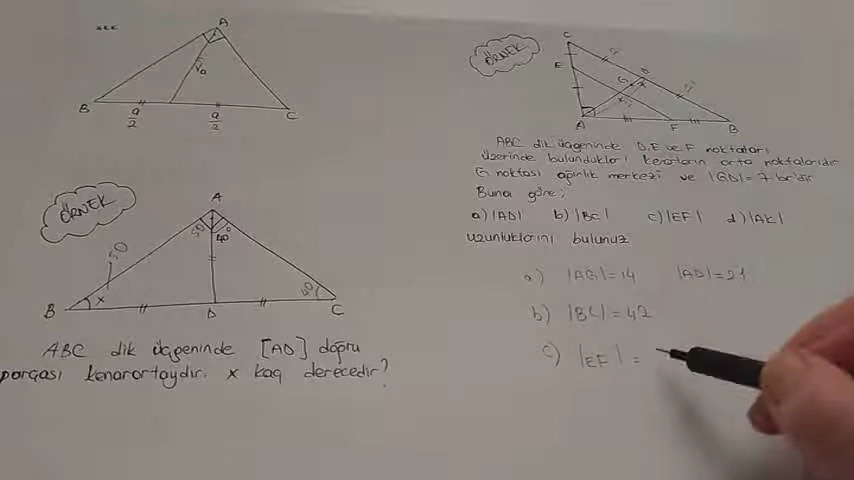 A
Va
B
C
a/2
a/2
ÖRNEK
A
50
40°
50
x
40
B
D
C
ABC dik üçgeninde [AD] doğru
parçası kenarortaydır. x kaç derecedir?
ÖRNEK
C
E
D
G
K
A
F
B
ABC dik üçgeninde D, E ve F noktaları
üzerinde bulundukları kenarların orta noktalarıdır
G noktası ağırlık merkezi ve |GD| = 7 br'dir
Buna göre;
a) |AD| b) |BC| c) |EF| d) |AK|
uzunluklarını bulunuz
a) |AG| = 14 |AD| = 21
b) |BC| = 42
c) |EF| =